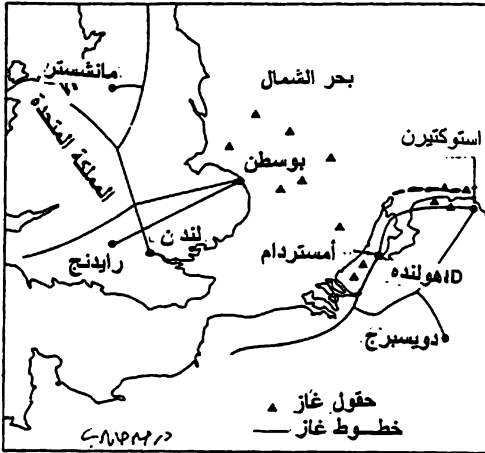 مانشستر
بحر الشمال
المملكة المتحدة
استوكتيرن
بوسطن
لندن
أمستردام
رايدنج
هولنده
دويسبرج
حقول غاز
خطوط غاز